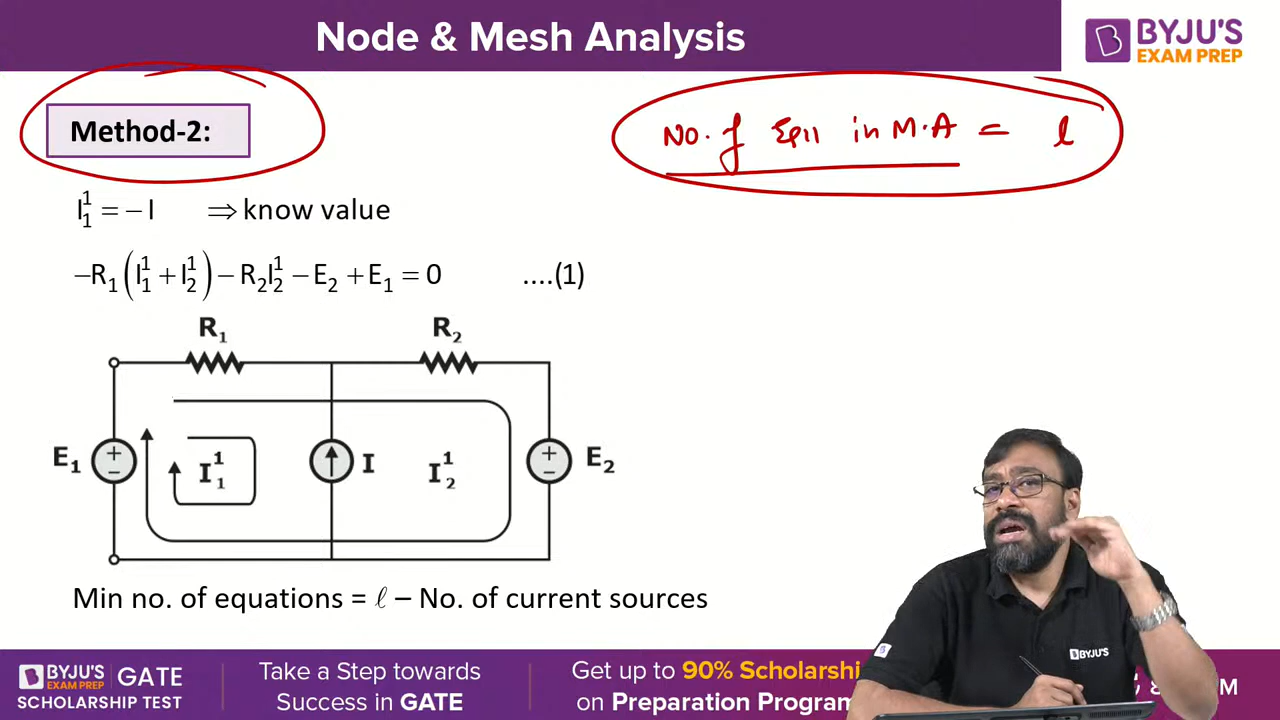 Node & Mesh Analysis
BYJU'S
EXAM PREP
Method-2:
No. of Eqn in M.A = l
I₁¹ = – I ⇒ know value
–R₁(I₁¹ + I₂¹) – R₂I₂¹ – E₂ + E₁ = 0 ....(1)
R₁ R₂
E₁ + – I₁¹ I I₂¹ + – E₂
Min no. of equations = ℓ – No. of current sources
BYJU'S
BYJU'S
EXAM PREP
GATE
SCHOLARSHIP TEST
Take a Step towards
Success in GATE
Get up to 90% Scholarshi
on Preparation Program